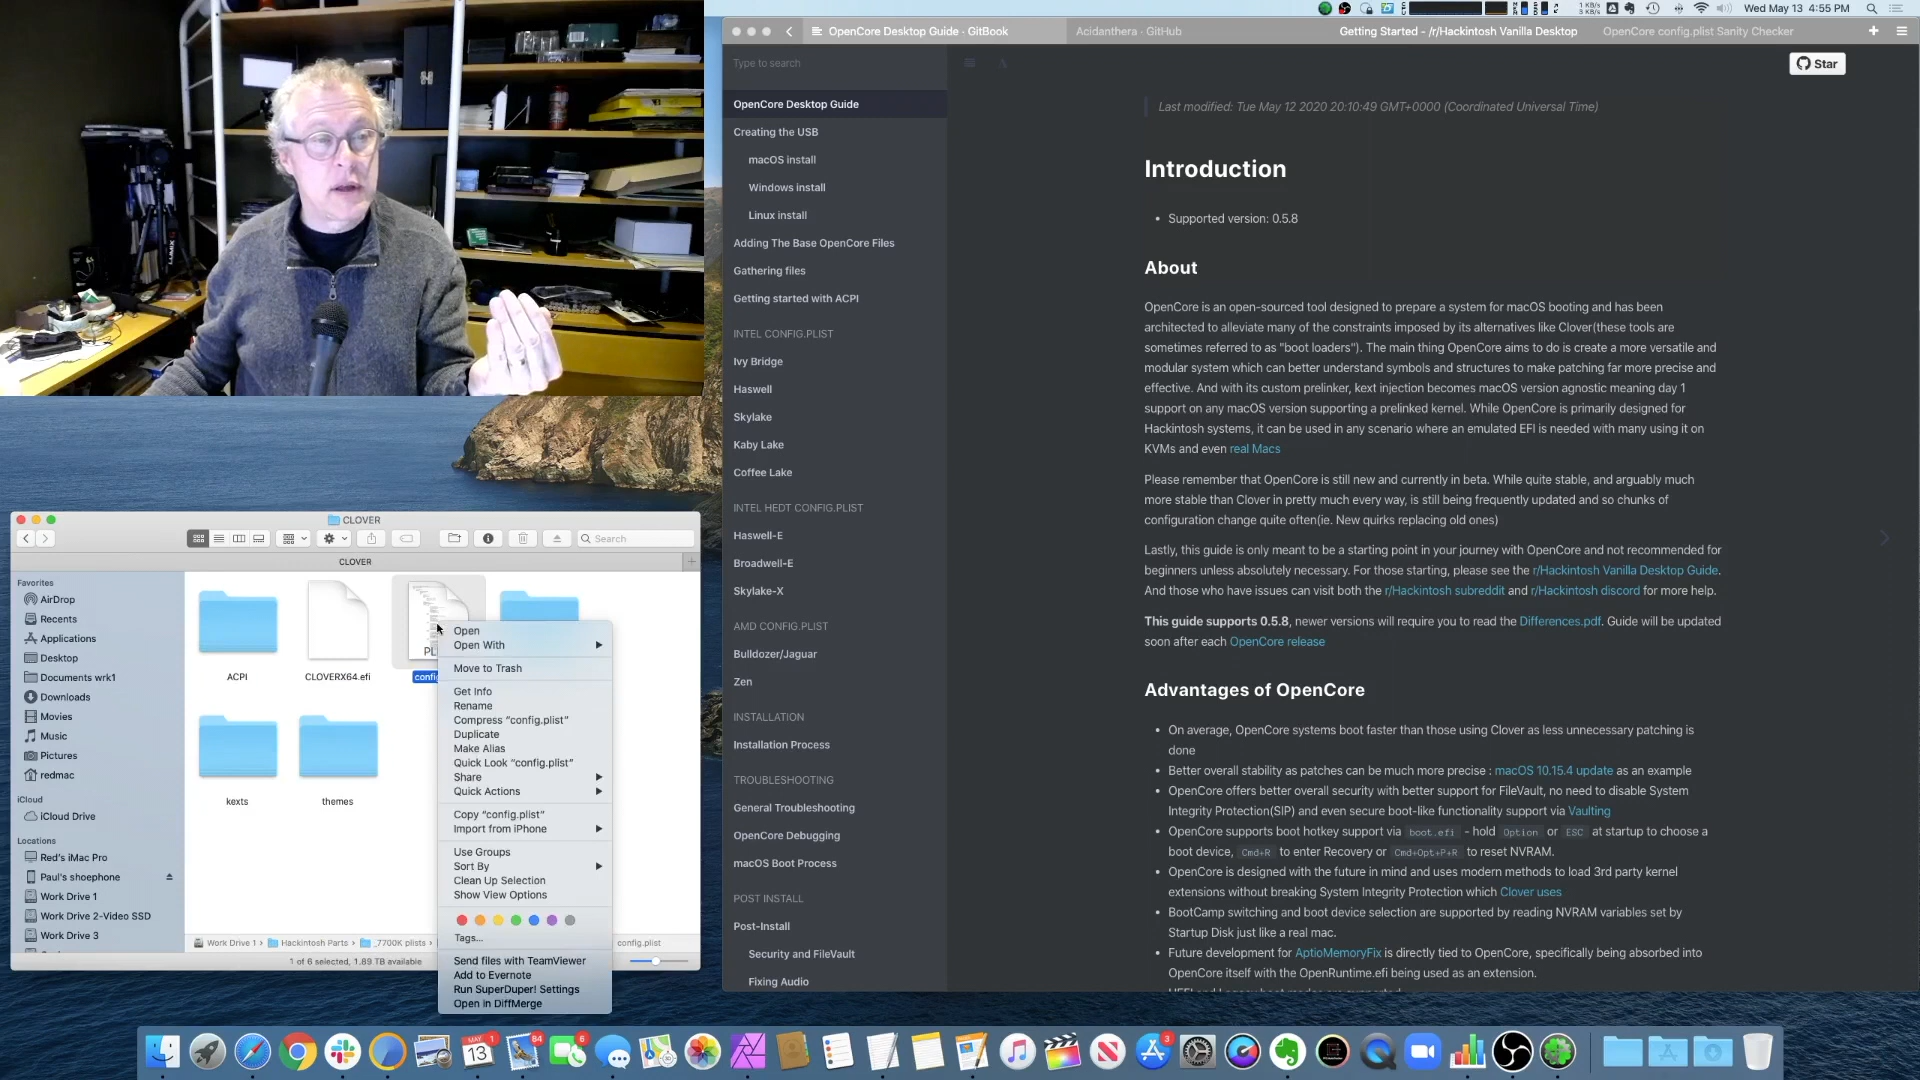 1 KB/s
3 KB/s
Wed May 13 4:55 PM
OpenCore Desktop Guide · GitBook
Acidanthera · GitHub
Getting Started - /r/Hackintosh Vanilla Desktop
OpenCore config.plist Sanity Checker
Type to search
Star
OpenCore Desktop Guide
Creating the USB
macOS install
Windows install
Linux install
Adding The Base OpenCore Files
Gathering files
Getting started with ACPI
INTEL CONFIG.PLIST
Ivy Bridge
Haswell
Skylake
Kaby Lake
Coffee Lake
INTEL HEDT CONFIG.PLIST
Haswell-E
Broadwell-E
Skylake-X
AMD CONFIG.PLIST
Bulldozer/Jaguar
Zen
INSTALLATION
Installation Process
TROUBLESHOOTING
General Troubleshooting
OpenCore Debugging
macOS Boot Process
POST INSTALL
Post-Install
Security and FileVault
Fixing Audio
Last modified: Tue May 12 2020 20:10:49 GMT+0000 (Coordinated Universal Time)
Introduction
• Supported version: 0.5.8
About
OpenCore is an open-sourced tool designed to prepare a system for macOS booting and has been
architected to alleviate many of the constraints imposed by its alternatives like Clover(these tools are
sometimes referred to as "boot loaders"). The main thing OpenCore aims to do is create a more versatile and
modular system which can better understand symbols and structures to make patching far more precise and
effective. And with its custom prelinker, kext injection becomes macOS version agnostic meaning day 1
support on any macOS version supporting a prelinked kernel. While OpenCore is primarily designed for
Hackintosh systems, it can be used in any scenario where an emulated EFI is needed with many using it on
KVMs and even real Macs
Please remember that OpenCore is still new and currently in beta. While quite stable, and arguably much
more stable than Clover in pretty much every way, is still being frequently updated and so chunks of
configuration change quite often(ie. New quirks replacing old ones)
Lastly, this guide is only meant to be a starting point in your journey with OpenCore and not recommended for
beginners unless absolutely necessary. For those starting, please see the r/Hackintosh Vanilla Desktop Guide.
And those who have issues can visit both the r/Hackintosh subreddit and r/Hackintosh discord for more help.
This guide supports 0.5.8, newer versions will require you to read the Differences.pdf. Guide will be updated
soon after each OpenCore release
Advantages of OpenCore
• On average, OpenCore systems boot faster than those using Clover as less unnecessary patching is
done
• Better overall stability as patches can be much more precise : macOS 10.15.4 update as an example
• OpenCore offers better overall security with better support for FileVault, no need to disable System
Integrity Protection(SIP) and even secure boot-like functionality support via Vaulting
• OpenCore supports boot hotkey support via boot.efi - hold Option or ESC at startup to choose a
boot device, Cmd+R to enter Recovery or Cmd+Opt+P+R to reset NVRAM.
• OpenCore is designed with the future in mind and uses modern methods to load 3rd party kernel
extensions without breaking System Integrity Protection which Clover uses
• BootCamp switching and boot device selection are supported by reading NVRAM variables set by
Startup Disk just like a real mac.
• Future development for AptioMemoryFix is directly tied to OpenCore, specifically being absorbed into
OpenCore itself with the OpenRuntime.efi being used as an extension.
CLOVER
Search
CLOVER
Favorites
AirDrop
Recents
Applications
Desktop
Documents wrk1
Downloads
Movies
Music
Pictures
redmac
iCloud
iCloud Drive
Locations
Red's iMac Pro
Paul's shoephone
Work Drive 1
Work Drive 2-Video SSD
Work Drive 3
ACPI
CLOVERX64.efi
kexts
themes
Work Drive 1
Hackintosh Parts
_7700K plists
config.plist
1 of 6 selected, 1.89 TB available
Open
Open With
Move to Trash
Get Info
Rename
Compress “config.plist”
Duplicate
Make Alias
Quick Look “config.plist”
Share
Quick Actions
Copy “config.plist”
Import from iPhone
Use Groups
Sort By
Clean Up Selection
Show View Options
Tags...
Send files with TeamViewer
Add to Evernote
Run SuperDuper! Settings
Open in DiffMerge
MAY 1
13
84
6
3
LUMIX